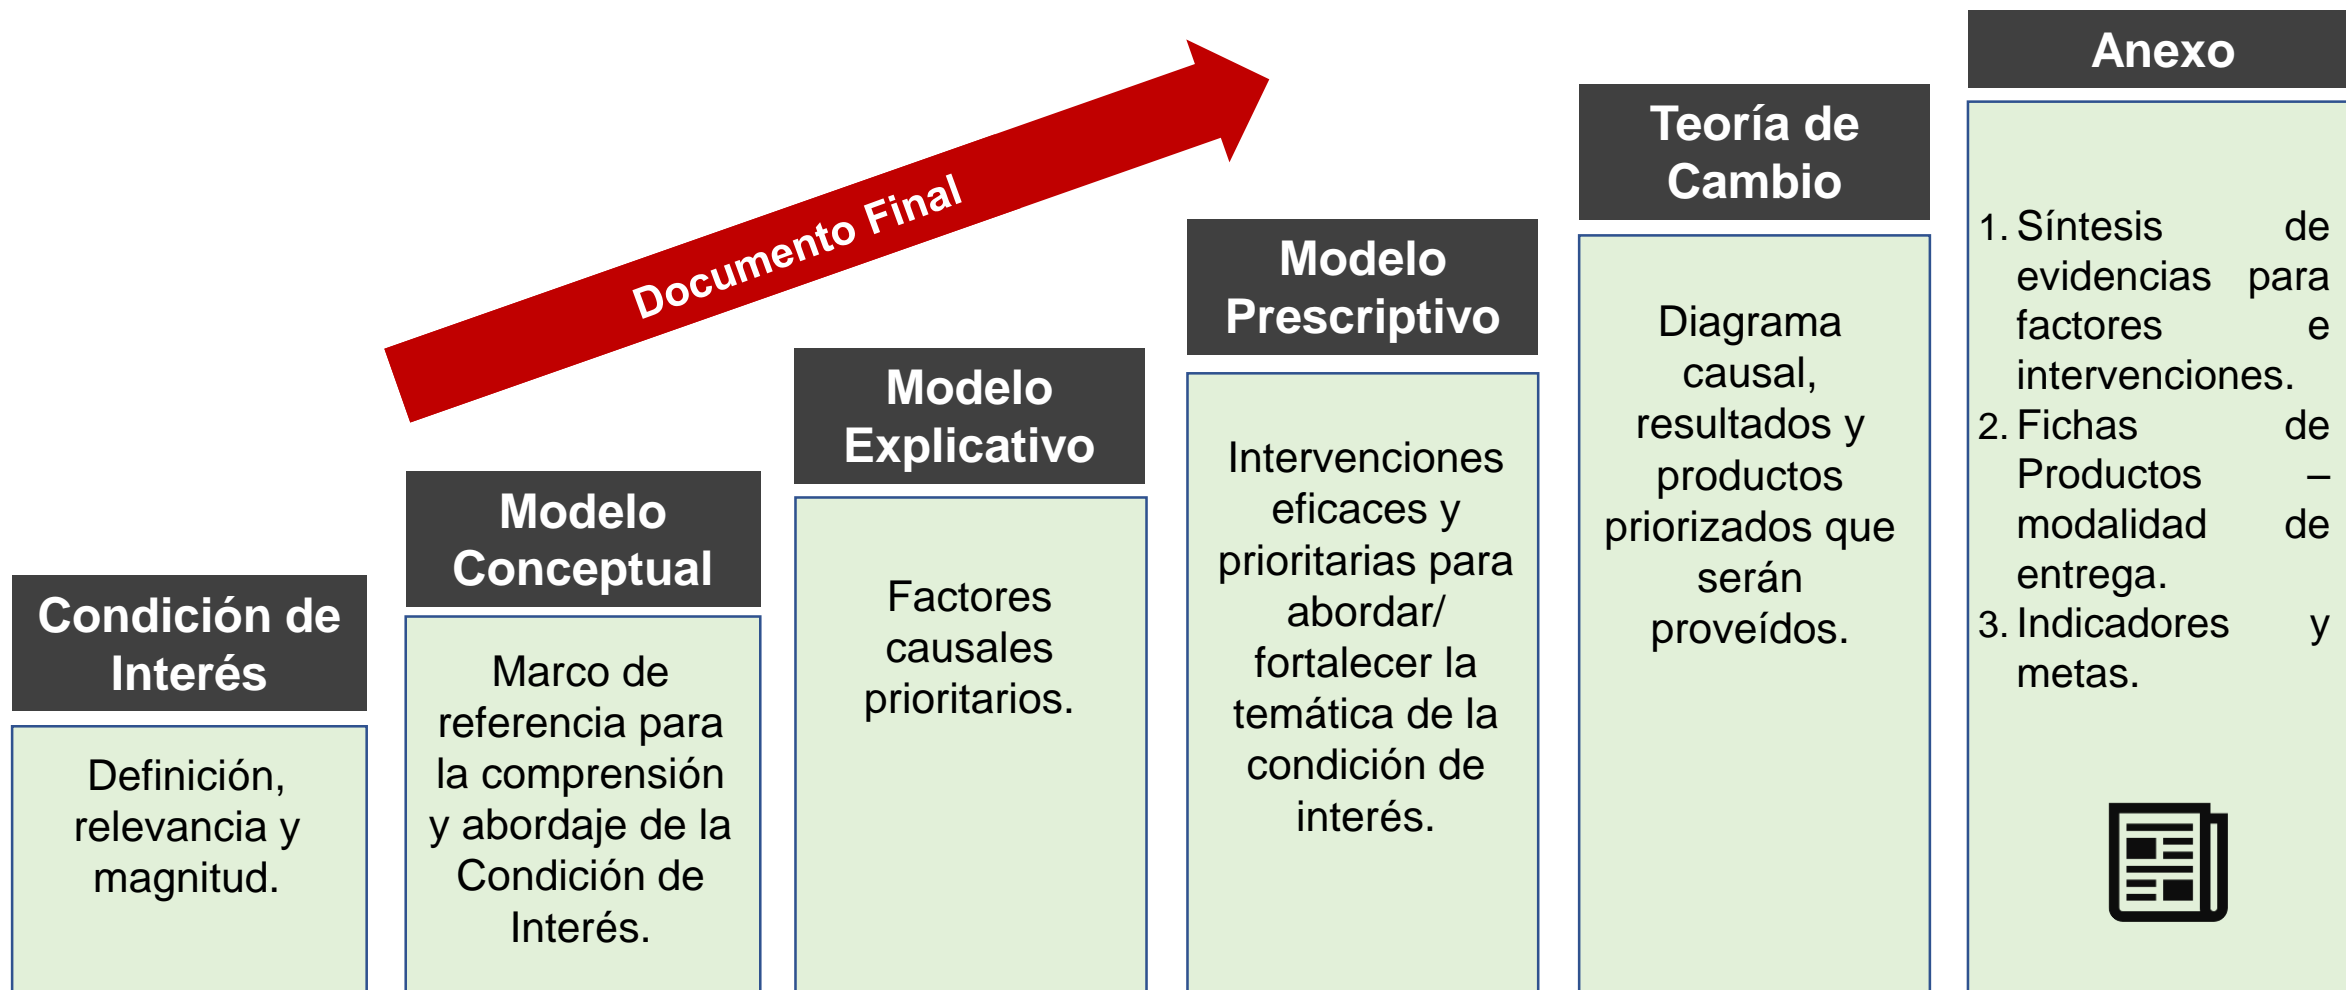 Documento Final
Condición de
Interés
Definición,
relevancia y
magnitud.
Modelo
Conceptual
Marco de
referencia para
la comprensión
y abordaje de la
Condición de
Interés.
Modelo
Explicativo
Factores
causales
prioritarios.
Modelo
Prescriptivo
Intervenciones
eficaces y
prioritarias para
abordar/
fortalecer la
temática de la
condición de
interés.
Teoría de
Cambio
Diagrama
causal,
resultados y
productos
priorizados que
serán
proveídos.
Anexo
1. Síntesis de
evidencias para
factores e
intervenciones.
2. Fichas de
Productos –
modalidad de
entrega.
3. Indicadores y
metas.